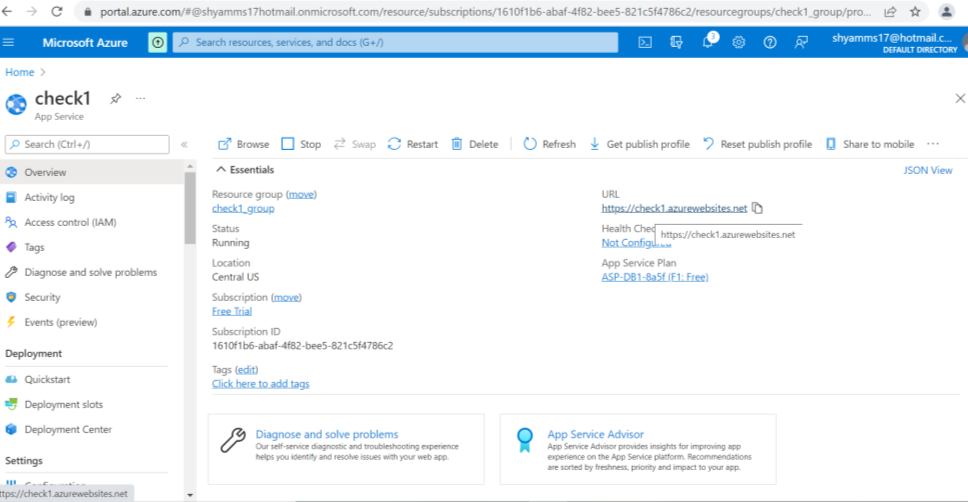 portal.azure.com/#@shyamms17hotmail.onmicrosoft.com/resource/subscriptions/1610f1b6-abaf-4f82-bee5-821c5f4786c2/resourcegroups/check1_group/pro...
Microsoft Azure
Search resources, services, and docs (G+/)
3
shyamms17@hotmail.c...
DEFAULT DIRECTORY
Home >
check1
App Service
Search (Ctrl+/)
«
Browse Stop Swap Restart Delete Refresh Get publish profile Reset publish profile Share to mobile ...
Overview
Activity log
Access control (IAM)
Tags
Diagnose and solve problems
Security
Events (preview)
Deployment
Quickstart
Deployment slots
Deployment Center
Settings
https://check1.azurewebsites.net
Essentials
JSON View
Resource group (move)
check1_group
Status
Running
Location
Central US
Subscription (move)
Free Trial
Subscription ID
1610f1b6-abaf-4f82-bee5-821c5f4786c2
Tags (edit)
Click here to add tags
URL
https://check1.azurewebsites.net
Health Chec
https://check1.azurewebsites.net
Not Configured
App Service Plan
ASP-DB1-8a5f (F1: Free)
Diagnose and solve problems
Our self-service diagnostic and troubleshooting experience
helps you identify and resolve issues with your web app.
App Service Advisor
App Service Advisor provides insights for improving app
experience on the App Service platform. Recommendations
are sorted by freshness, priority and impact to your app.